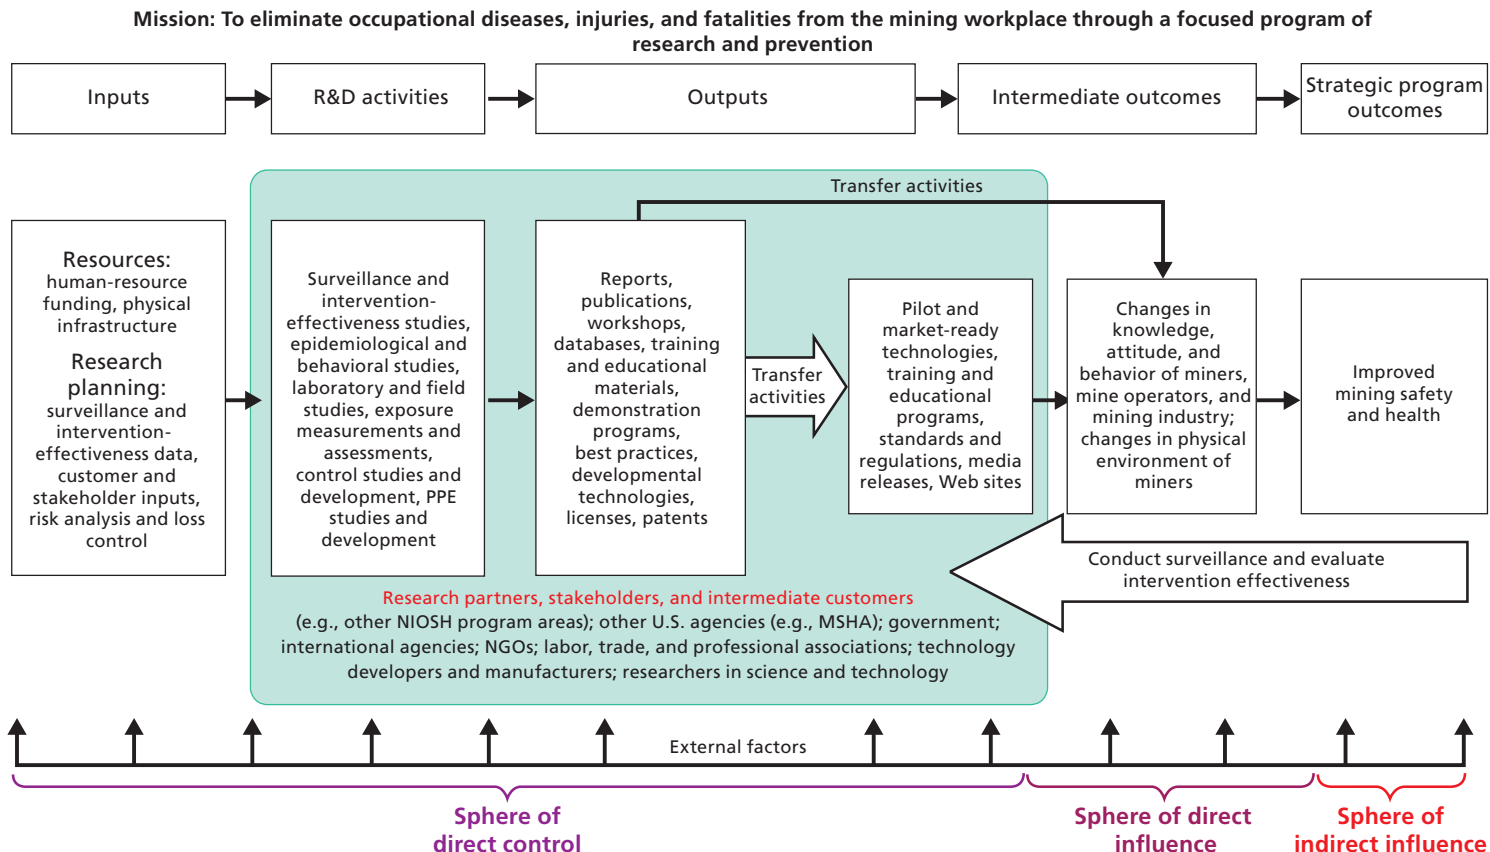 Mission: To eliminate occupational diseases, injuries, and fatalities from the mining workplace through a focused program of
research and prevention
Inputs
R&D activities
Outputs
Intermediate outcomes
Strategic program
outcomes
Transfer activities
Resources:
human-resource
funding, physical
infrastructure
Research
planning:
surveillance and
intervention-
effectiveness data,
customer and
stakeholder inputs,
risk analysis and loss
control
Surveillance and
intervention-
effectiveness studies,
epidemiological and
behavioral studies,
laboratory and field
studies, exposure
measurements and
assessments,
control studies and
development, PPE
studies and
development
Reports,
publications,
workshops,
databases, training
and educational
materials,
demonstration
programs,
best practices,
developmental
technologies,
licenses, patents
Transfer
activities
Pilot and
market-ready
technologies,
training and
educational
programs,
standards and
regulations, media
releases, Web sites
Changes in
knowledge,
attitude, and
behavior of miners,
mine operators, and
mining industry;
changes in physical
environment of
miners
Improved
mining safety
and health
Conduct surveillance and evaluate
intervention effectiveness
Research partners, stakeholders, and intermediate customers
(e.g., other NIOSH program areas); other U.S. agencies (e.g., MSHA); government;
international agencies; NGOs; labor, trade, and professional associations; technology
developers and manufacturers; researchers in science and technology
External factors
Sphere of
direct control
Sphere of direct
influence
Sphere of
indirect influence